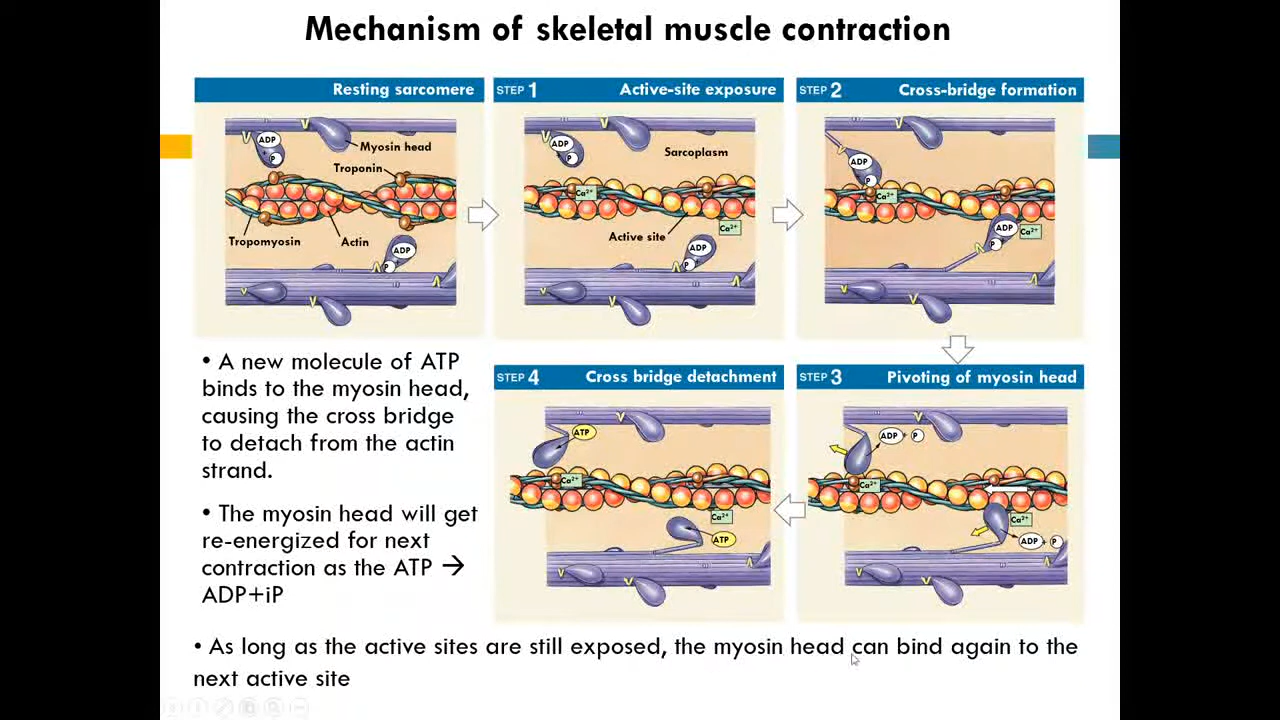 Mechanism of skeletal muscle contraction
Resting sarcomere
ADP
P
Myosin head
Troponin
Tropomyosin
Actin
ADP
P
STEP 1 Active-site exposure
ADP
P
Sarcoplasm
Ca²⁺
Active site
Ca²⁺
ADP
P
STEP 2 Cross-bridge formation
ADP
P
Ca²⁺
ADP
P
Ca²⁺
• A new molecule of ATP
binds to the myosin head,
causing the cross bridge
to detach from the actin
strand.
• The myosin head will get
re-energized for next
contraction as the ATP →
ADP+iP
STEP 4 Cross bridge detachment
ATP
Ca²⁺
Ca²⁺
ATP
STEP 3 Pivoting of myosin head
ADP + P
Ca²⁺
Ca²⁺
ADP + P
• As long as the active sites are still exposed, the myosin head can bind again to the
next active site